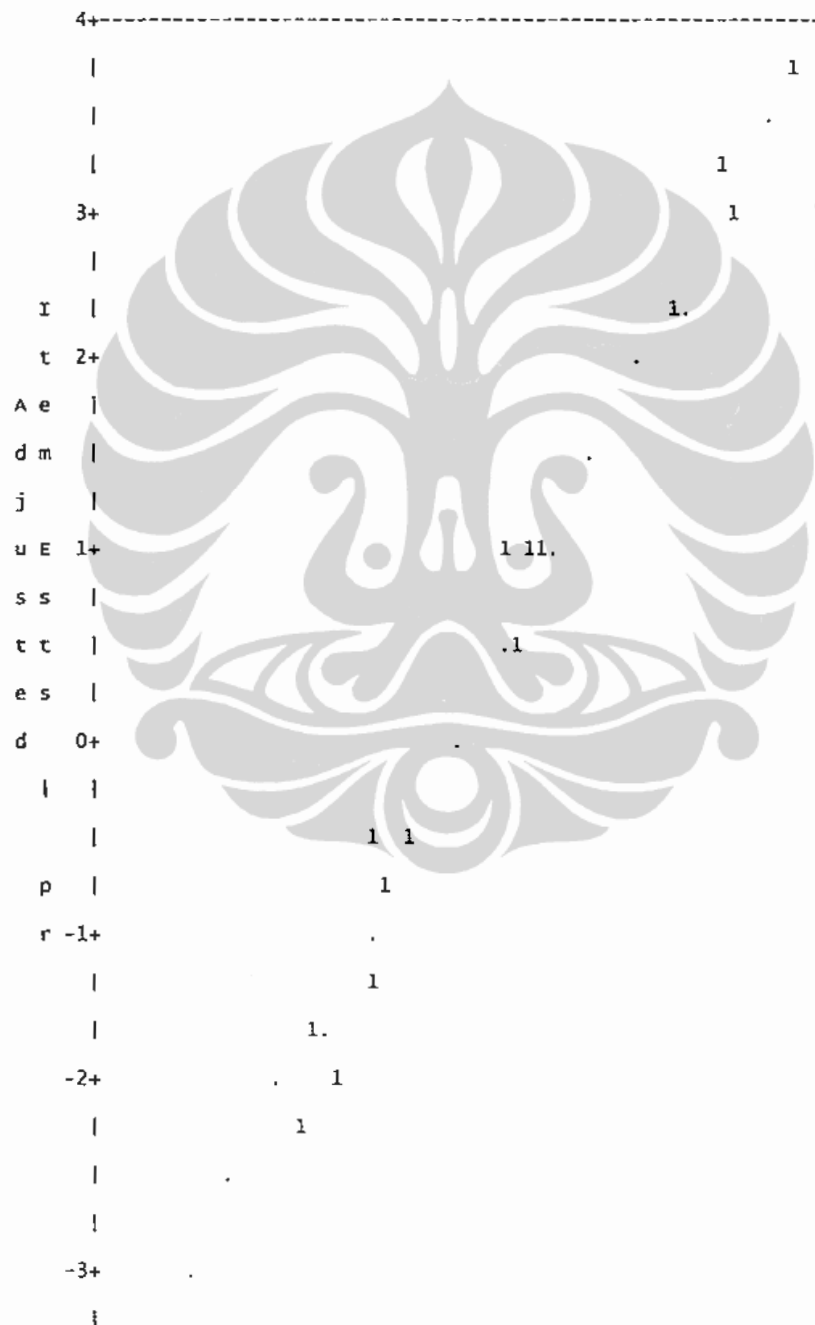 4+------------------------------------------------------------
| 1
| .
| 1
3+ 1
|
I | 1.
t 2+ .
A e |
d m | .
j |
u E 1+ 1 11.
s s |
t t | .1
e s |
d 0+ .
l |
| 1 1
p | 1
r -1+ .
| 1
| 1.
-2+ . 1
| 1
| .
|
-3+ .
|